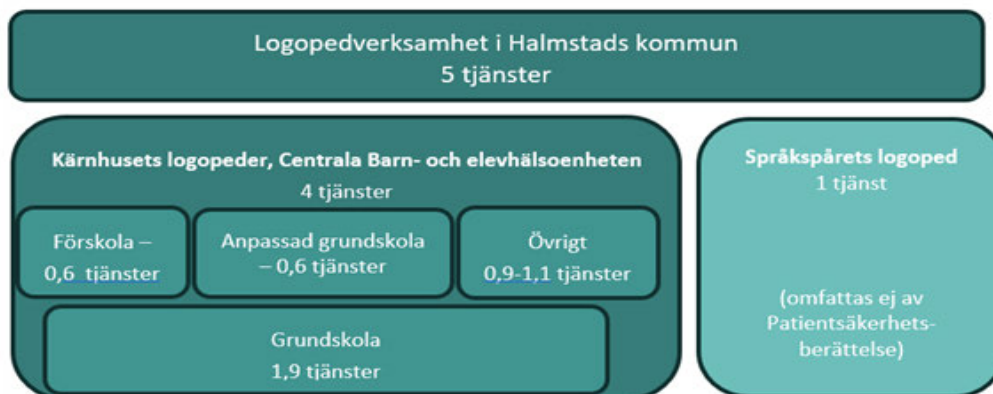 Logopedverksamhet i Halmstads kommun
5 tjänster
Kärnhusets logopeder, Centrala Barn- och elevhälsoenheten
4 tjänster
Förskola –
0,6 tjänster
Anpassad grundskola
– 0,6 tjänster
Övrigt
0,9-1,1 tjänster
Grundskola
1,9 tjänster
Språkspårets logoped
1 tjänst
(omfattas ej av
Patientsäkerhets-
berättelse)